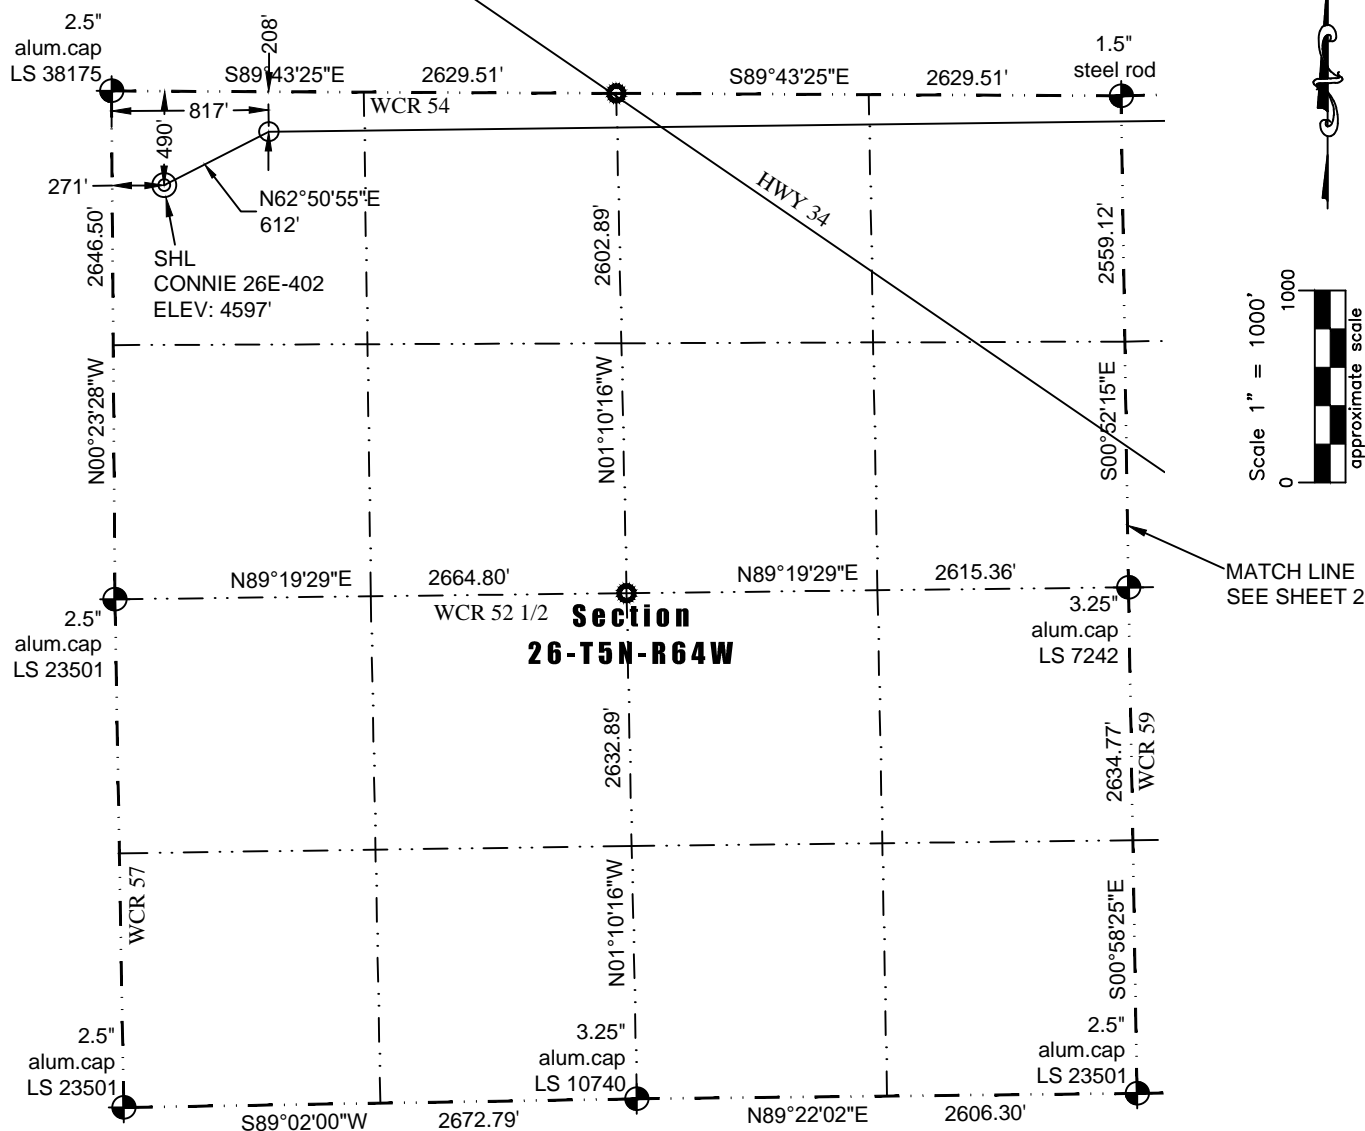 2.5"
alum.cap
LS 38175
208'
S89°43'25"E
2629.51'
S89°43'25"E
2629.51'
1.5"
steel rod
817'
WCR 54
490'
271'
N62°50'55"E
612'
SHL
CONNIE 26E-402
ELEV: 4597'
HWY 34
2646.50'
2602.89'
2559.12'
N00°23'28"W
N01°10'16"W
S00°52'15"E
Scale 1" = 1000'
0
1000
approximate scale
MATCH LINE
SEE SHEET 2
N89°19'29"E
2664.80'
N89°19'29"E
2615.36'
WCR 52 1/2
2.5"
alum.cap
LS 23501
Section
26-T5N-R64W
3.25"
alum.cap
LS 7242
2632.89'
2634.77'
WCR 59
WCR 57
N01°10'16"W
S00°58'25"E
2.5"
alum.cap
LS 23501
3.25"
alum.cap
LS 10740
2.5"
alum.cap
LS 23501
S89°02'00"W
2672.79'
N89°22'02"E
2606.30'